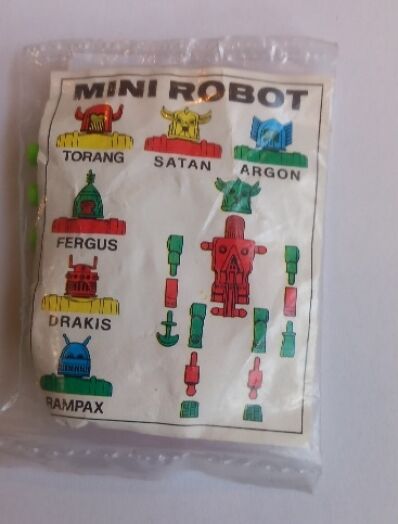 MINI ROBOT
TORANG SATAN ARGON
FERGUS
DRAKIS
RAMPAX